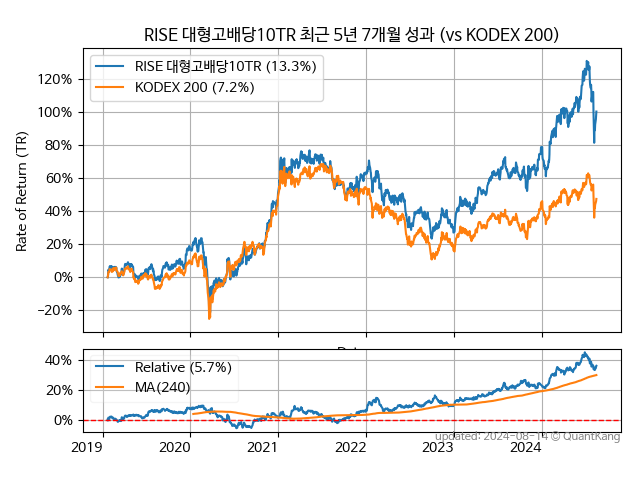 RISE 대형고배당10TR 최근 5년 7개월 성과 (vs KODEX 200)
RISE 대형고배당10TR (13.3%)
KODEX 200 (7.2%)
Rate of Return (TR)
120%
100%
80%
60%
40%
20%
0%
−20%
Relative (5.7%)
MA(240)
40%
20%
0%
2019 2020 2021 2022 2023 2024
updated: 2024-08-14 © QuantKang